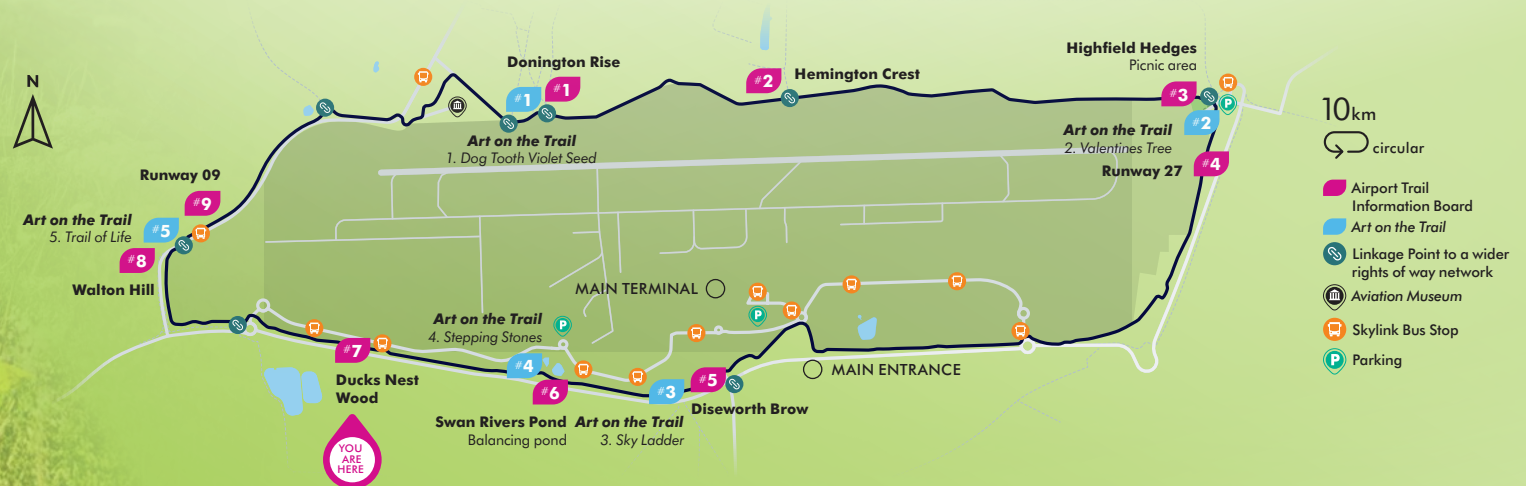 N
Donington Rise
#1
#1
Art on the Trail
1. Dog Tooth Violet Seed
#2
Hemington Crest
Highfield Hedges
Picnic area
#3
P
Art on the Trail
2. Valentines Tree
#2
Runway 27
#4
Runway 09
#9
Art on the Trail
5. Trail of Life
#5
#8
Walton Hill
MAIN TERMINAL
P
Art on the Trail
4. Stepping Stones
P
#7
Ducks Nest
Wood
YOU
ARE
HERE
#4
#6
Swan Rivers Pond
Balancing pond
#3
Art on the Trail
3. Sky Ladder
#5
Diseworth Brow
MAIN ENTRANCE
10km
circular
Airport Trail
Information Board
Art on the Trail
Linkage Point to a wider
rights of way network
Aviation Museum
Skylink Bus Stop
P
Parking